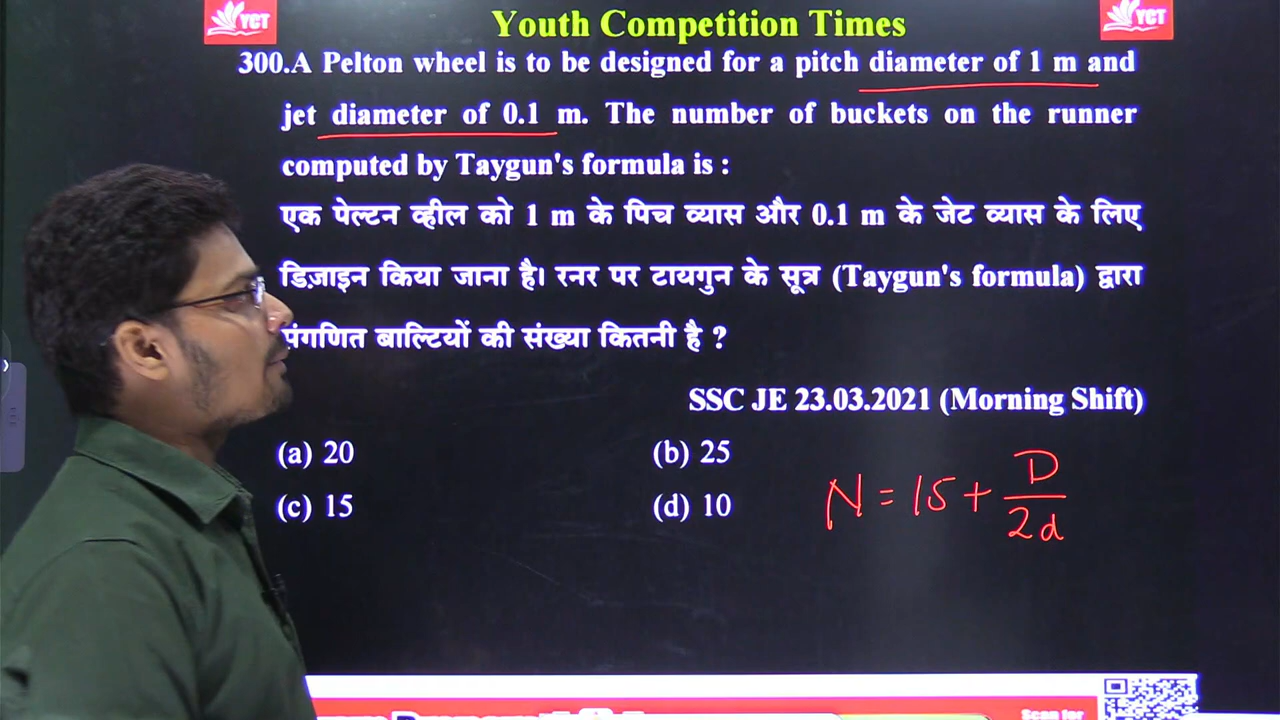 YCT
Youth Competition Times
YCT
300.A Pelton wheel is to be designed for a pitch diameter of 1 m and
jet diameter of 0.1 m. The number of buckets on the runner
computed by Taygun's formula is :
एक पेल्टन व्हील को 1 m के पिच व्यास और 0.1 m के जेट व्यास के लिए
डिज़ाइन किया जाना है। रनर पर टायगुन के सूत्र (Taygun's formula) द्वारा
पंगणित बाल्टियों की संख्या कितनी है ?
SSC JE 23.03.2021 (Morning Shift)
(a) 20
(b) 25
(c) 15
(d) 10
N = 15 + D/2d
Scan for